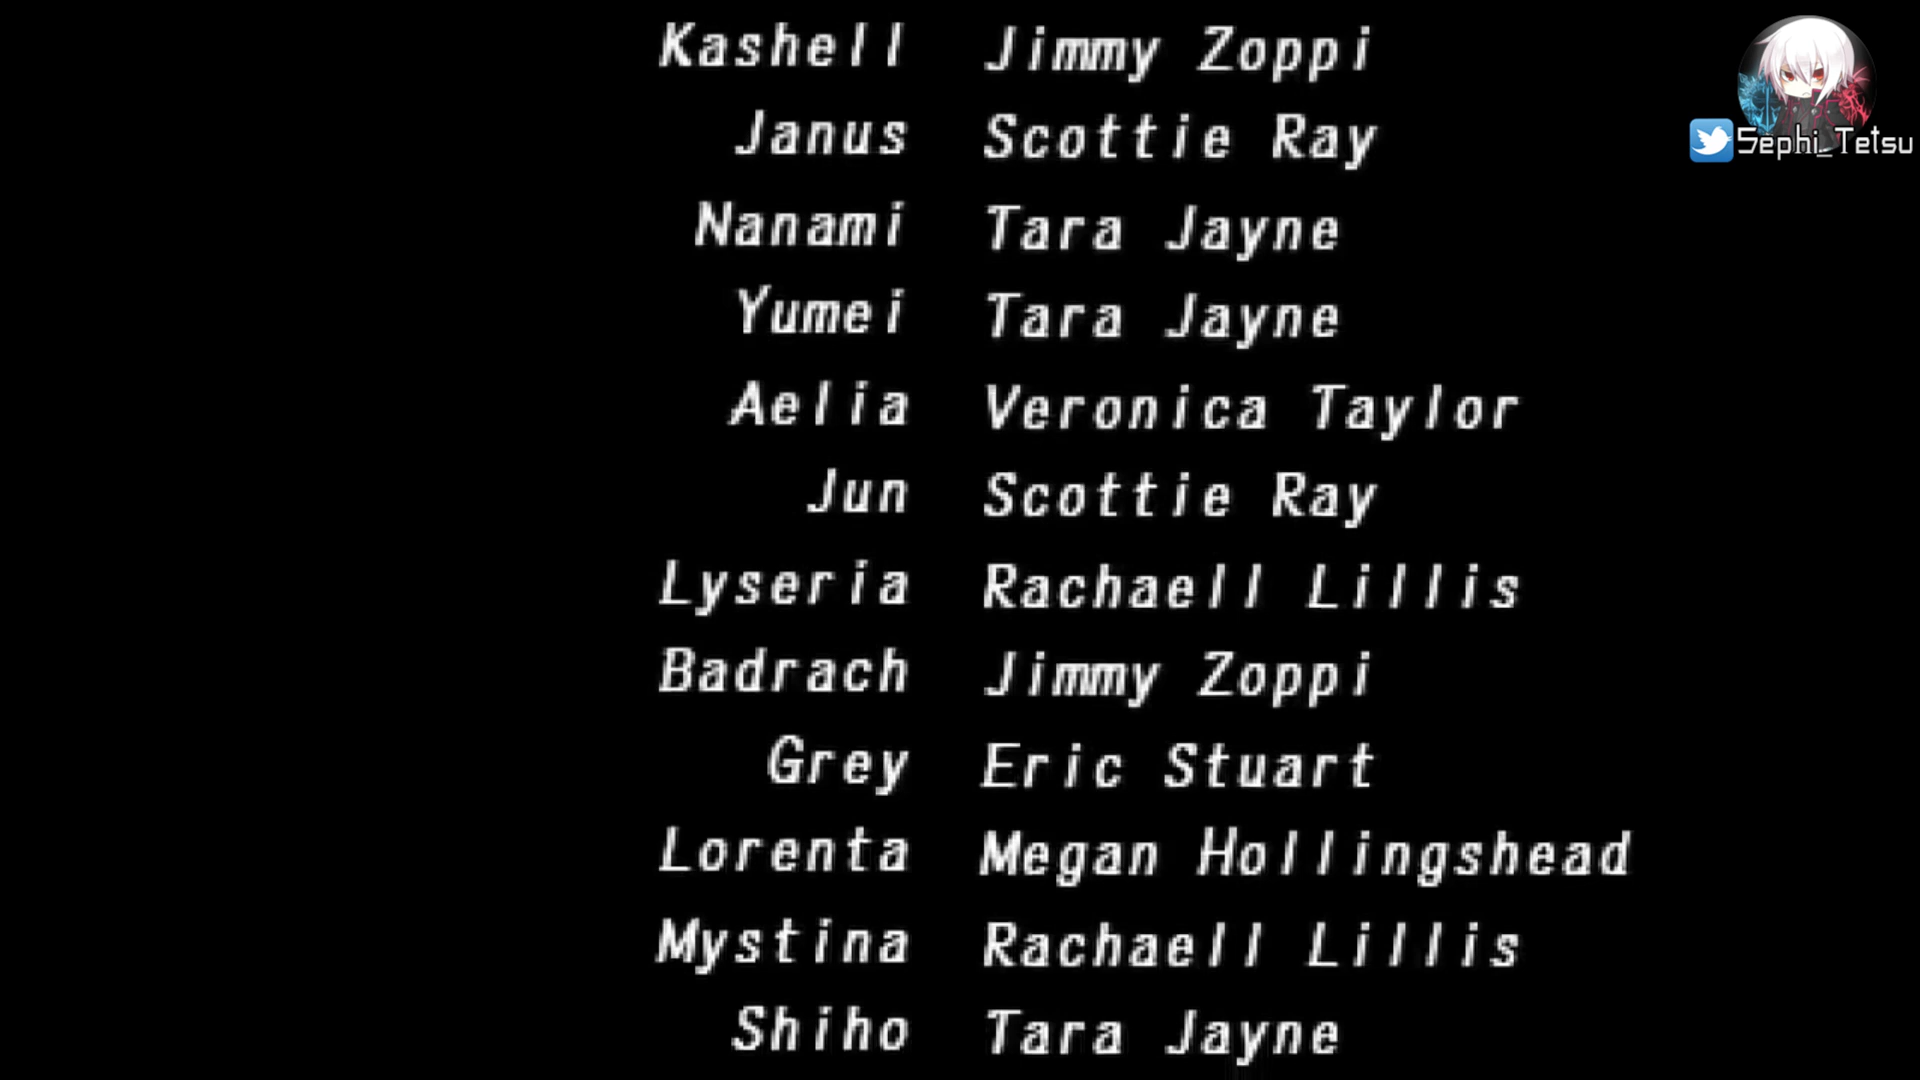 Kashell Jimmy Zoppi
Janus Scottie Ray
Nanami Tara Jayne
Yumei Tara Jayne
Aelia Veronica Taylor
Jun Scottie Ray
Lyseria Rachaell Lillis
Badrach Jimmy Zoppi
Grey Eric Stuart
Lorenta Megan Hollingshead
Mystina Rachaell Lillis
Shiho Tara Jayne
Sephi_Tetsu